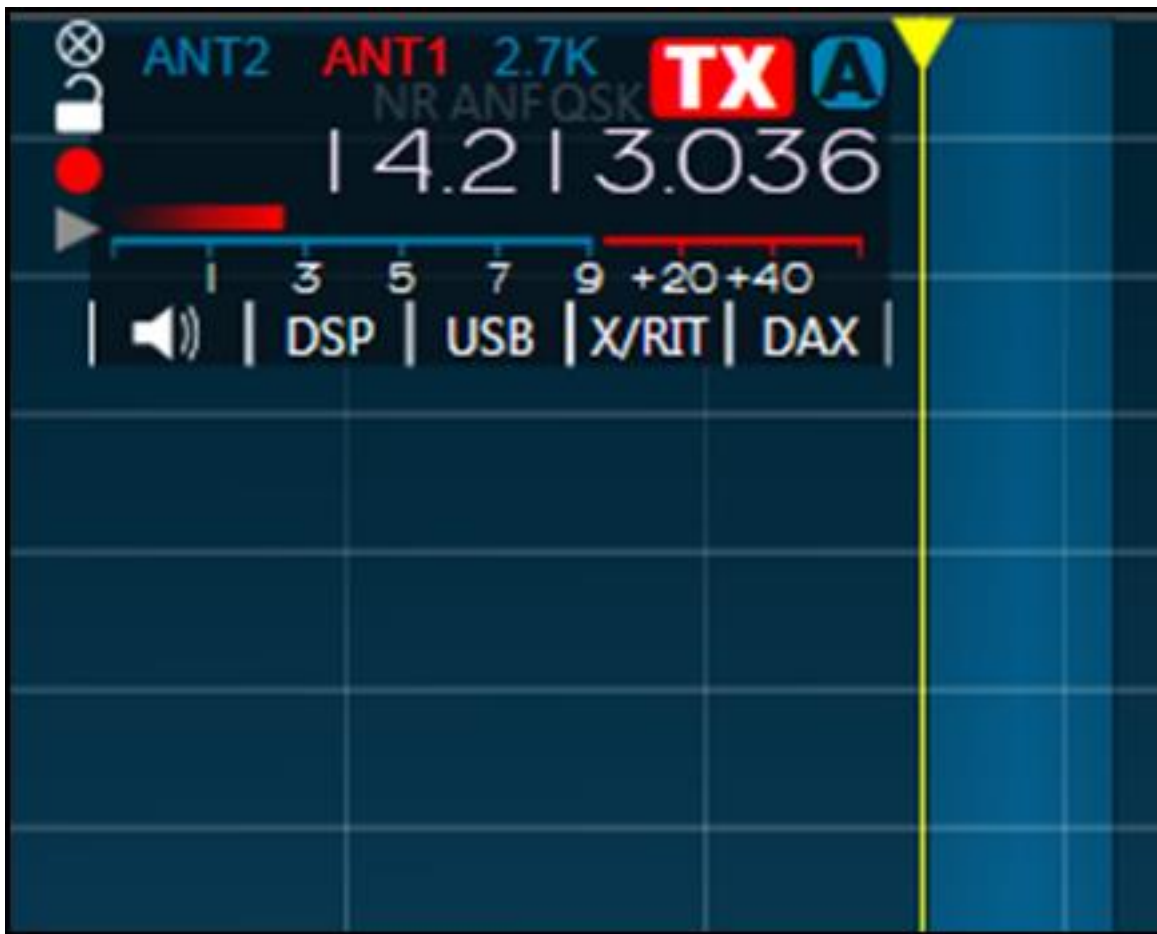 ANT2 ANT1 2.7K TX A
NR ANF QSK
14.213.036
1 3 5 7 9 +20 +40
DSP USB X/RIT DAX